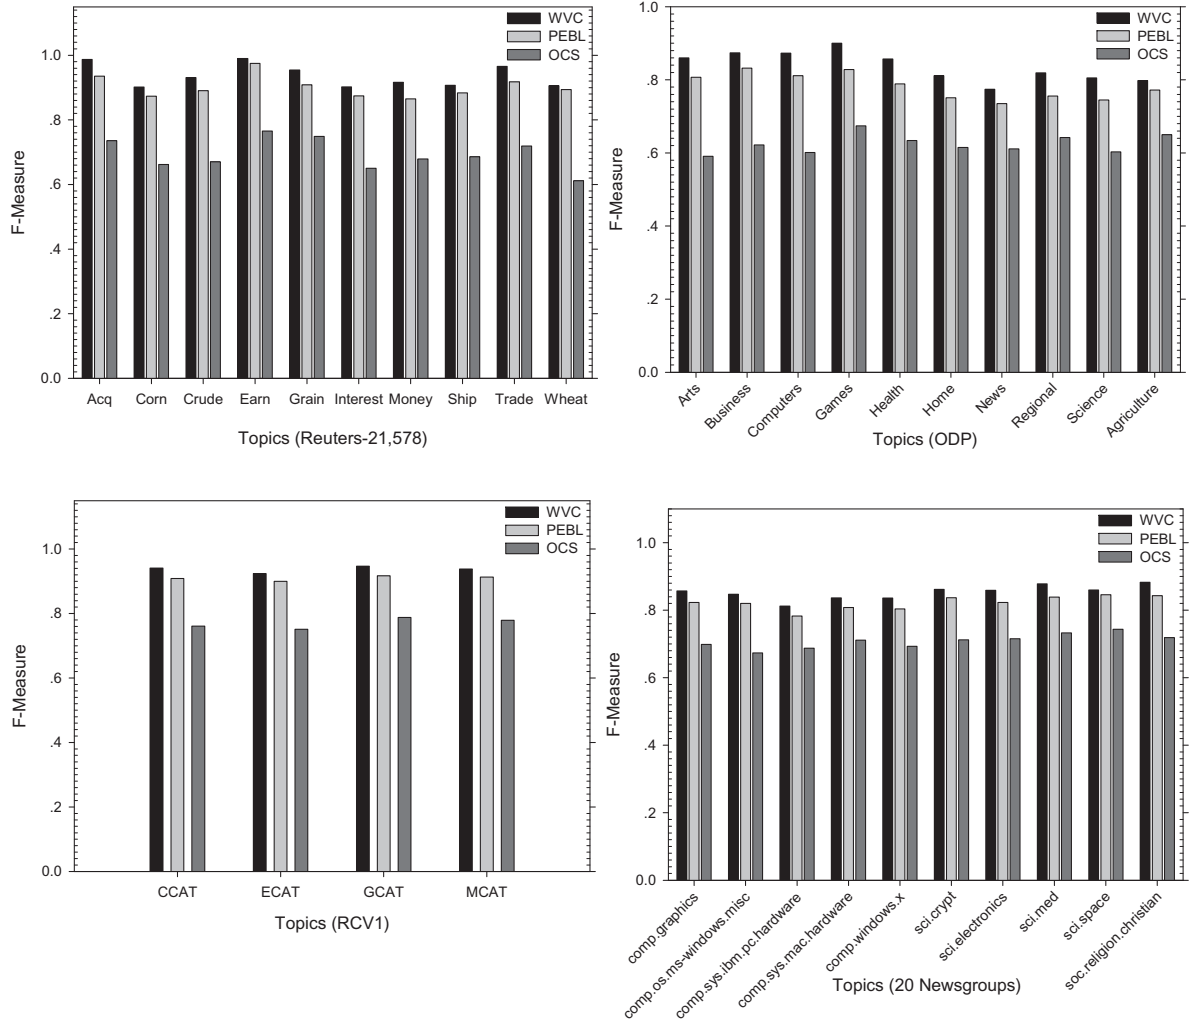 WVC
PEBL
OCS
1.0
.8
.6
.4
.2
0.0
F-Measure
Acq Corn Crude Earn Grain Interest Money Ship Trade Wheat
Topics (Reuters-21,578)
WVC
PEBL
OCS
1.0
.8
.6
.4
.2
0.0
F-Measure
Arts
Business
Computers
Games
Health
Home
News
Regional
Science
Agriculture
Topics (ODP)
WVC
PEBL
OCS
1.0
.8
.6
.4
.2
0.0
F-Measure
CCAT ECAT GCAT MCAT
Topics (RCV1)
WVC
PEBL
OCS
1.0
.8
.6
.4
.2
0.0
F-Measure
comp.graphics
comp.os.ms-windows.misc
comp.sys.ibm.pc.hardware
comp.sys.mac.hardware
comp.windows.x
sci.crypt
sci.electronics
sci.med
sci.space
soc.religion.christian
Topics (20 Newsgroups)